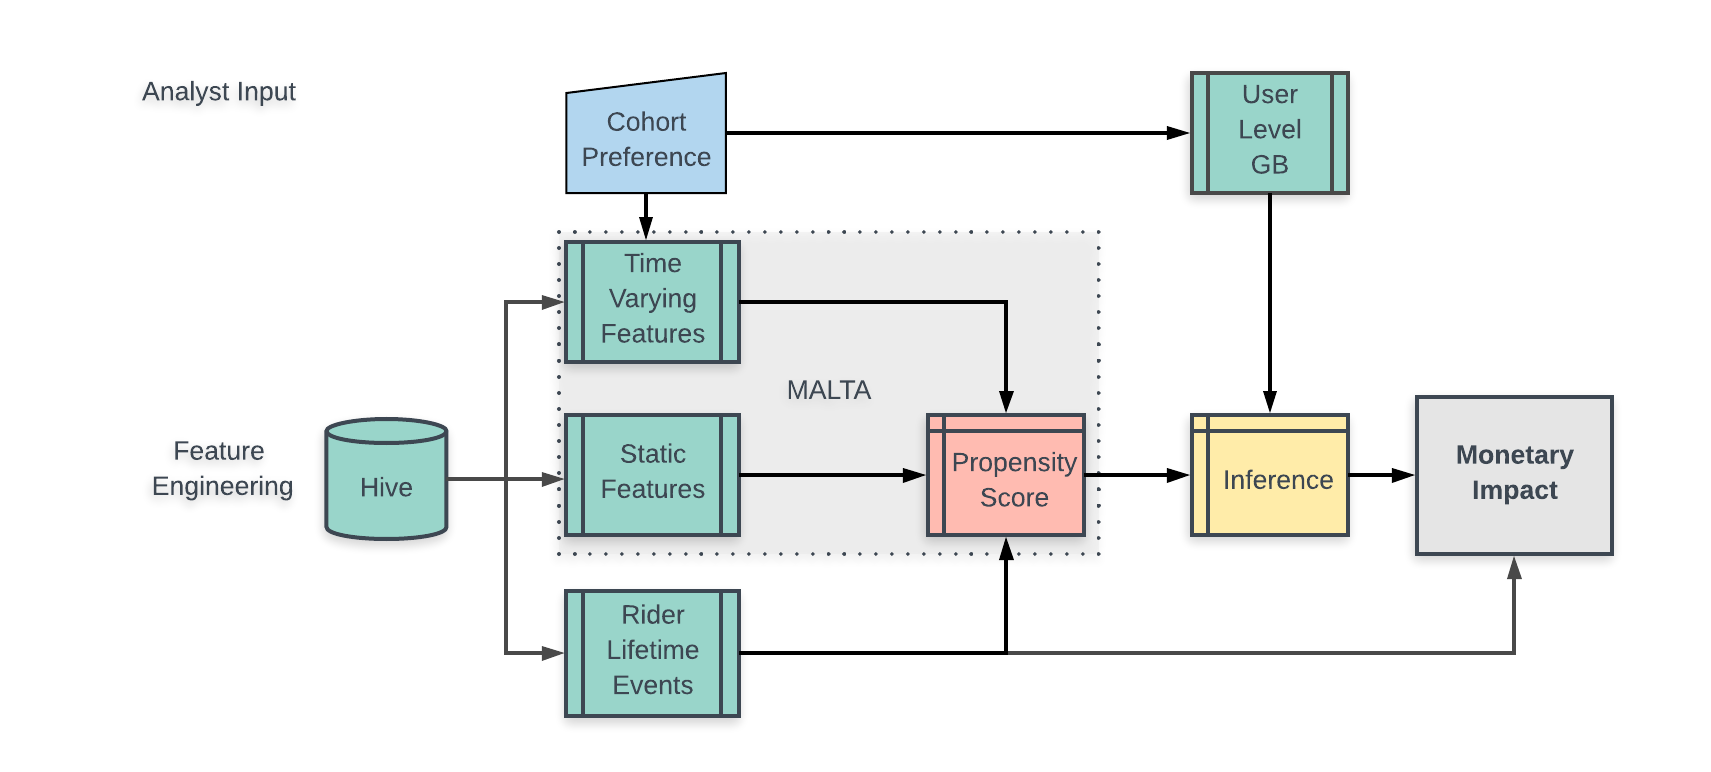 Analyst Input
Cohort
Preference
User
Level
GB
Time
Varying
Features
MALTA
Feature
Engineering
Hive
Static
Features
Propensity
Score
Inference
Monetary
Impact
Rider
Lifetime
Events